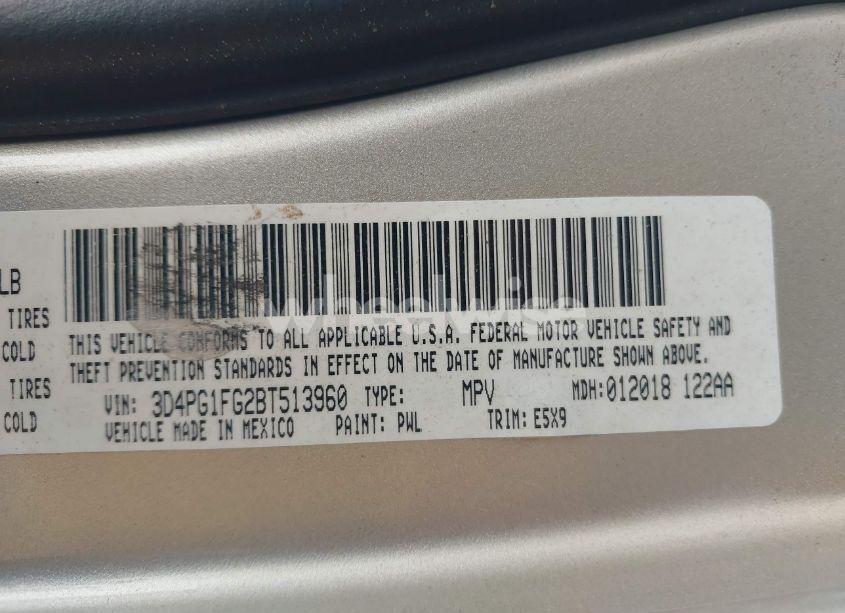 LB
TIRES
COLD
TIRES
COLD
wheelwise
THIS VEHICLE CONFORMS TO ALL APPLICABLE U.S.A. FEDERAL MOTOR VEHICLE SAFETY AND
THEFT PREVENTION STANDARDS IN EFFECT ON THE DATE OF MANUFACTURE SHOWN ABOVE.
VIN: 3D4PG1FG2BT513960 TYPE: MPV MDH:012018 122AA
VEHICLE MADE IN MEXICO PAINT: PWL TRIM: E5X9